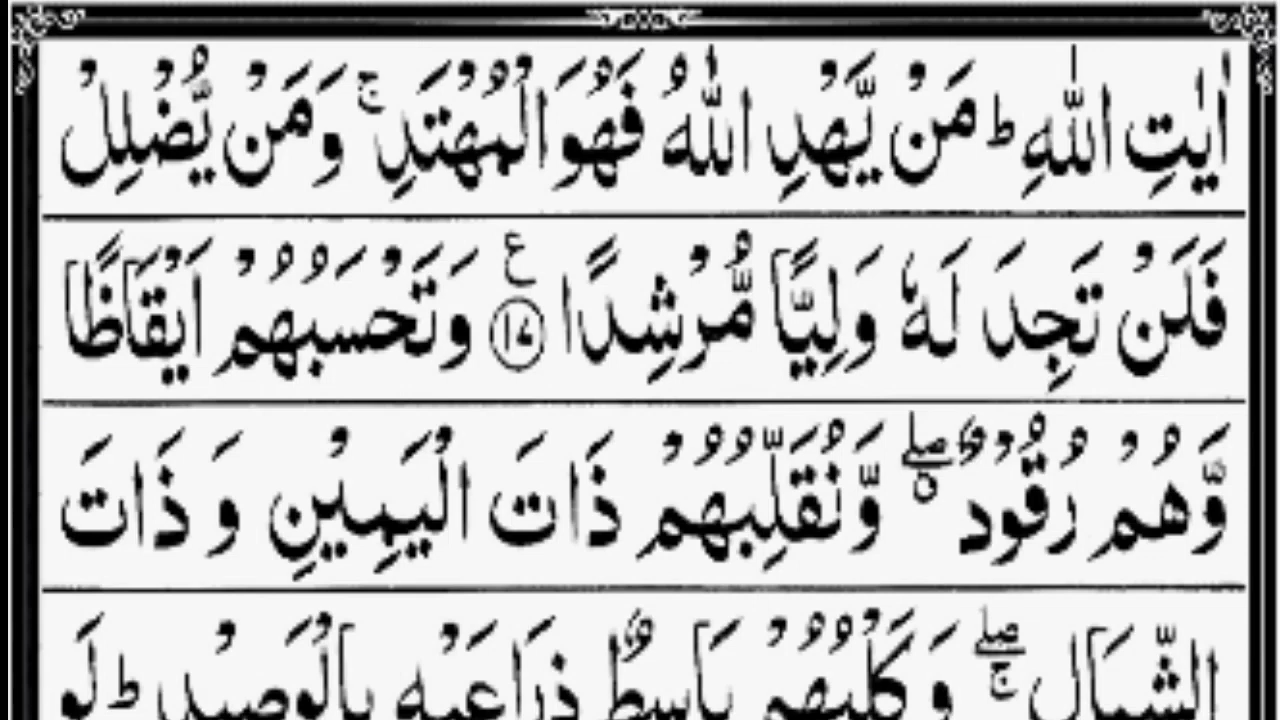 اٰيٰتِ اللّٰهِ ؕ مَنْ يَّهْدِ اللّٰهُ فَهُوَ الْمُهْتَدِ ۚ وَمَنْ يُّضْلِلْ
فَلَنْ تَجِدَ لَهٗ وَلِيًّا مُّرْشِدًا ﴿۱۷﴾ ع وَتَحْسَبُهُمْ اَيْقَاظًا
وَّهُمْ رُقُوْدٌ ۖ ق وَّنُقَلِّبُهُمْ ذَاتَ الْيَمِيْنِ وَ ذَاتَ
الشِّمَالِ ۖ ج وَكَلْبُهُمْ بَاسِطٌ ذِرَاعَيْهِ بِالْوَصِيْدِ ؕ لَوِ